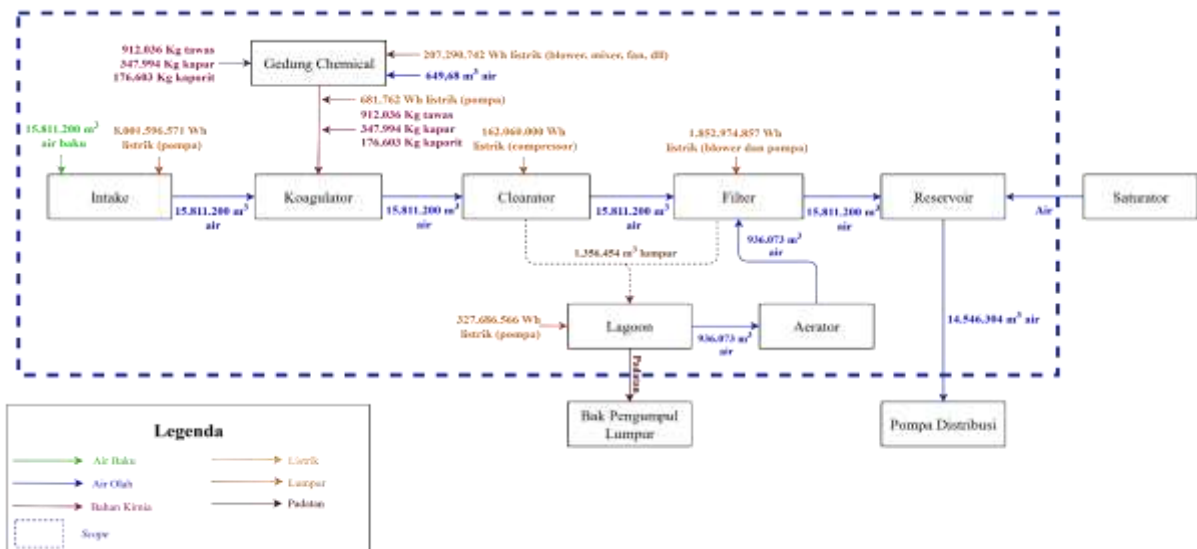 912.036 Kg tawas
347.994 Kg kapur
176.603 Kg kaporit
Gedung Chemical
207.290.742 Wh listrik (blower, mixer, fan, dll)
649,68 m³ air
681.762 Wh listrik (pompa)
912.036 Kg tawas
347.994 Kg kapur
176.603 Kg kaporit
15.811.200 m³
air baku
8.001.596.571 Wh
listrik (pompa)
162.060.000 Wh
listrik (compressor)
1.852.974.857 Wh
listrik (blower dan pompa)
Intake
15.811.200 m³
air
Koagulator
15.811.200 m³
air
Clearator
15.811.200 m³
air
Filter
15.811.200 m³
air
Reservoir
Air
Saturator
1.356.454 m³ lumpur
936.073 m³
air
327.686.566 Wh
listrik (pompa)
Lagoon
936.073 m³
air
Aerator
14.546.304 m³ air
Padatan
Bak Pengumpul
Lumpur
Pompa Distribusi
Legenda
Air Baku
Listrik
Air Olah
Lumpur
Bahan Kimia
Padatan
Scope